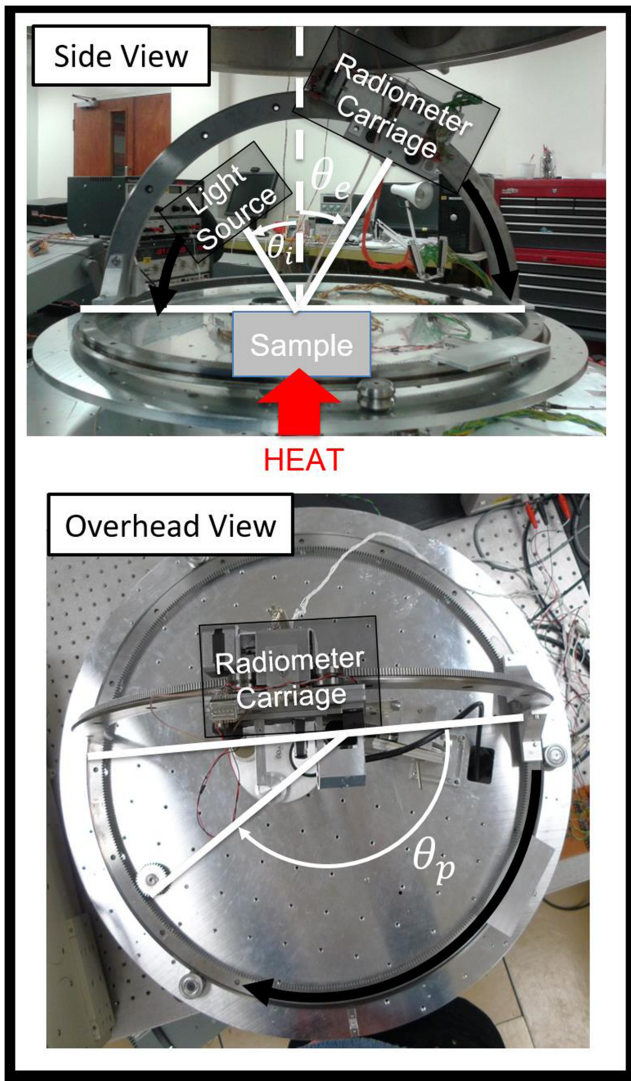 Side View
Radiometer
Carriage
Light
Source
θₑ
θᵢ
Sample
HEAT
Overhead View
Radiometer
Carriage
θₚ